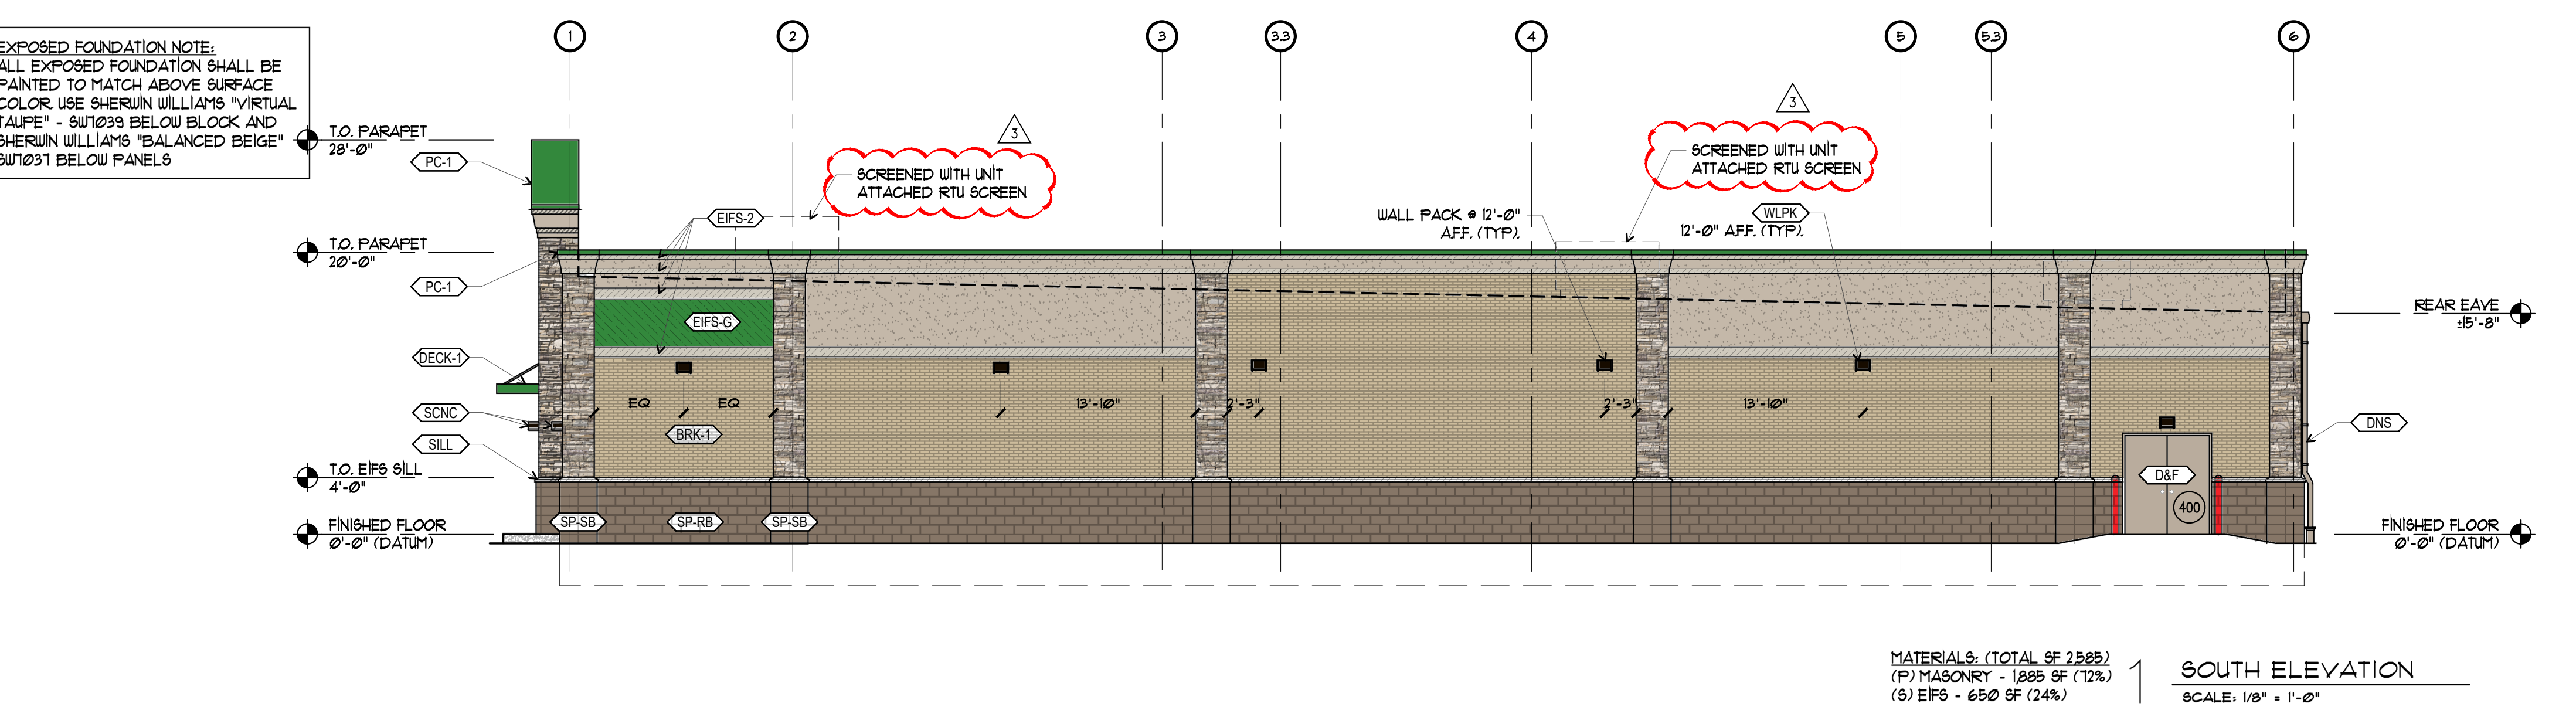 1
2
3
3.3
4
5
5.3
6
EXPOSED FOUNDATION NOTE:
ALL EXPOSED FOUNDATION SHALL BE
PAINTED TO MATCH ABOVE SURFACE
COLOR. USE SHERWIN WILLIAMS "VIRTUAL
TAUPE" - SW7039 BELOW BLOCK AND
SHERWIN WILLIAMS "BALANCED BEIGE"
SW7037 BELOW PANELS
T.O. PARAPET
28'-0"
PC-1
T.O. PARAPET
20'-0"
PC-1
DECK-1
SCNC
SILL
T.O. EIFS SILL
4'-0"
FINISHED FLOOR
0'-0" (DATUM)
3
SCREENED WITH UNIT
ATTACHED RTU SCREEN
3
SCREENED WITH UNIT
ATTACHED RTU SCREEN
EIFS-2
WALL PACK @ 12'-0"
A.F.F. (TYP).
WLPK
12'-0" A.F.F. (TYP).
EIFS-G
EQ
EQ
13'-10"
2'-3"
2'-3"
13'-10"
BRK-1
SP-SB
SP-RB
SP-SB
D&F
400
REAR EAVE
±15'-8"
DNS
FINISHED FLOOR
0'-0" (DATUM)
MATERIALS: (TOTAL SF 2,585)
(P) MASONRY - 1,885 SF (72%)
(S) EIFS - 650 SF (24%)
1
SOUTH ELEVATION
SCALE: 1/8" = 1'-0"